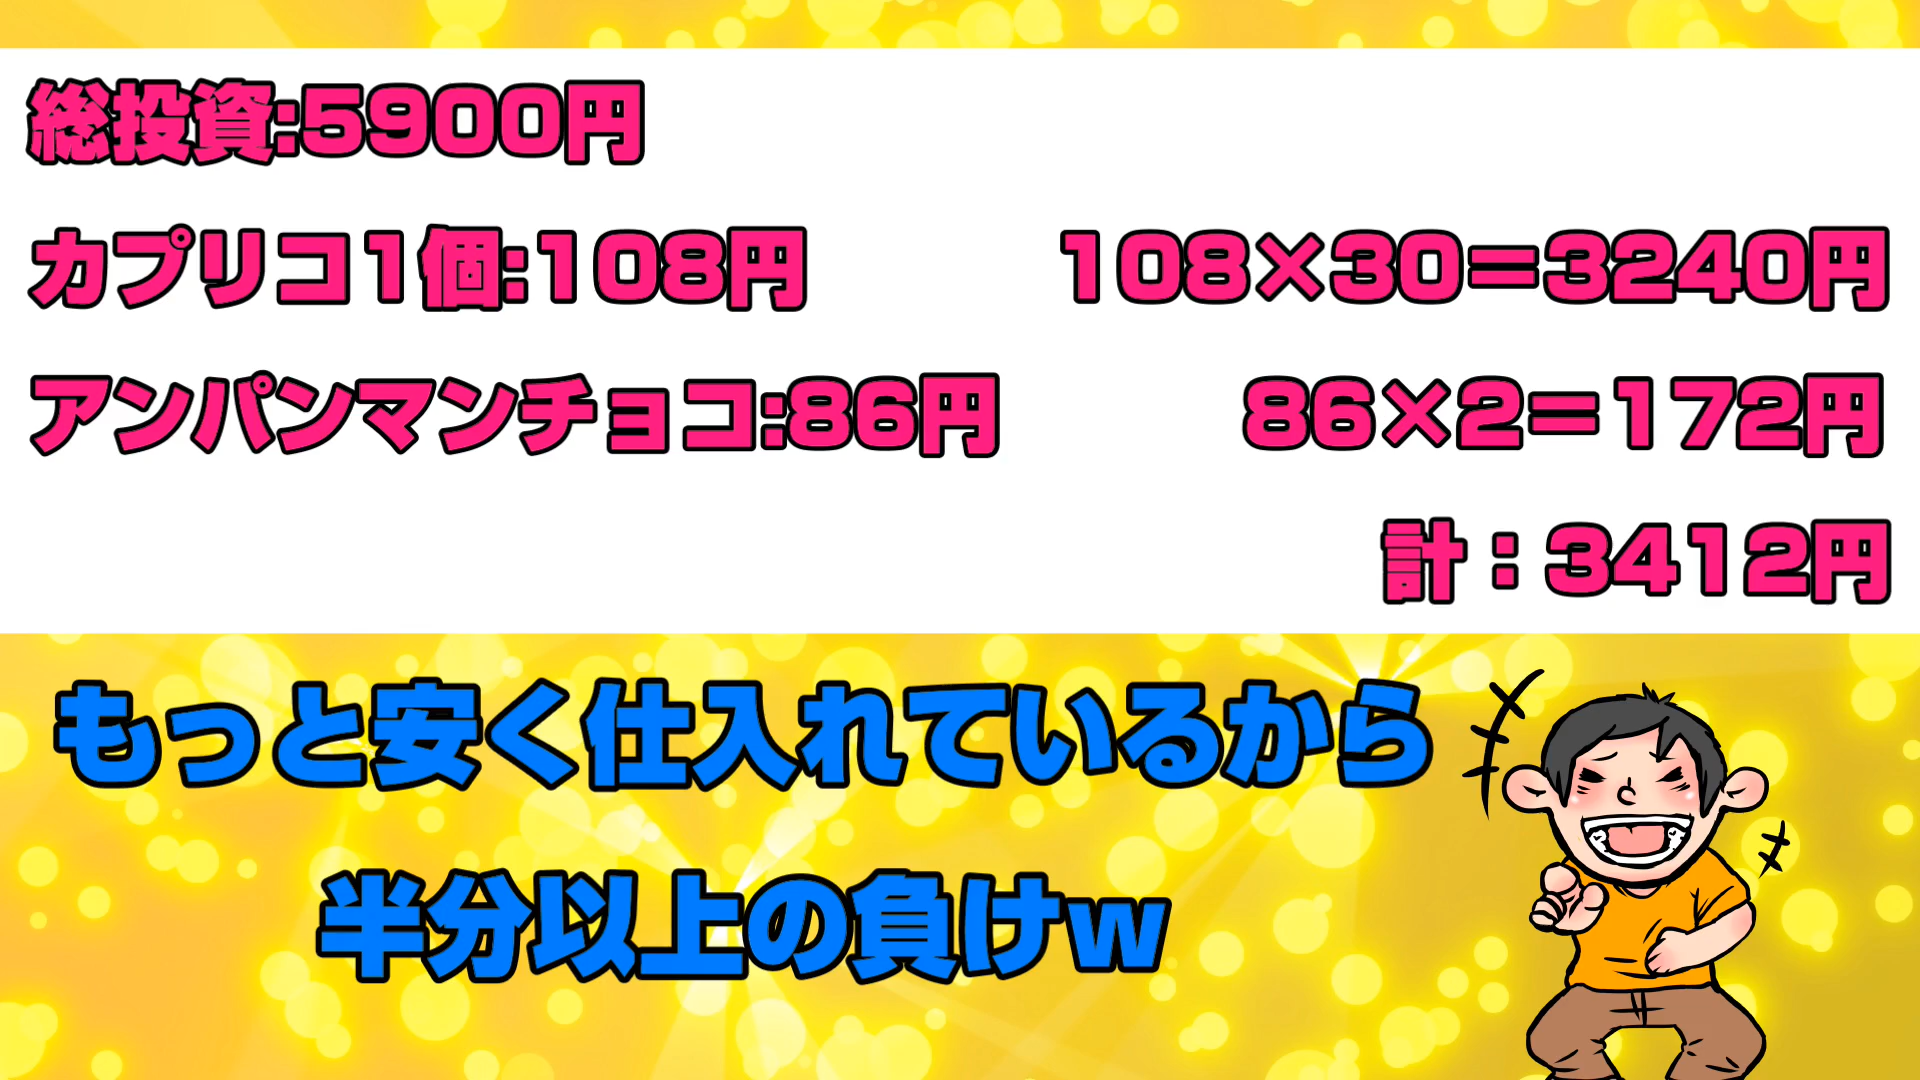 総投資:5900円
カプリコ1個:108円 108×30=3240円
アンパンマンチョコ:86円 86×2=172円
計：3412円
もっと安く仕入れているから
半分以上の負けw